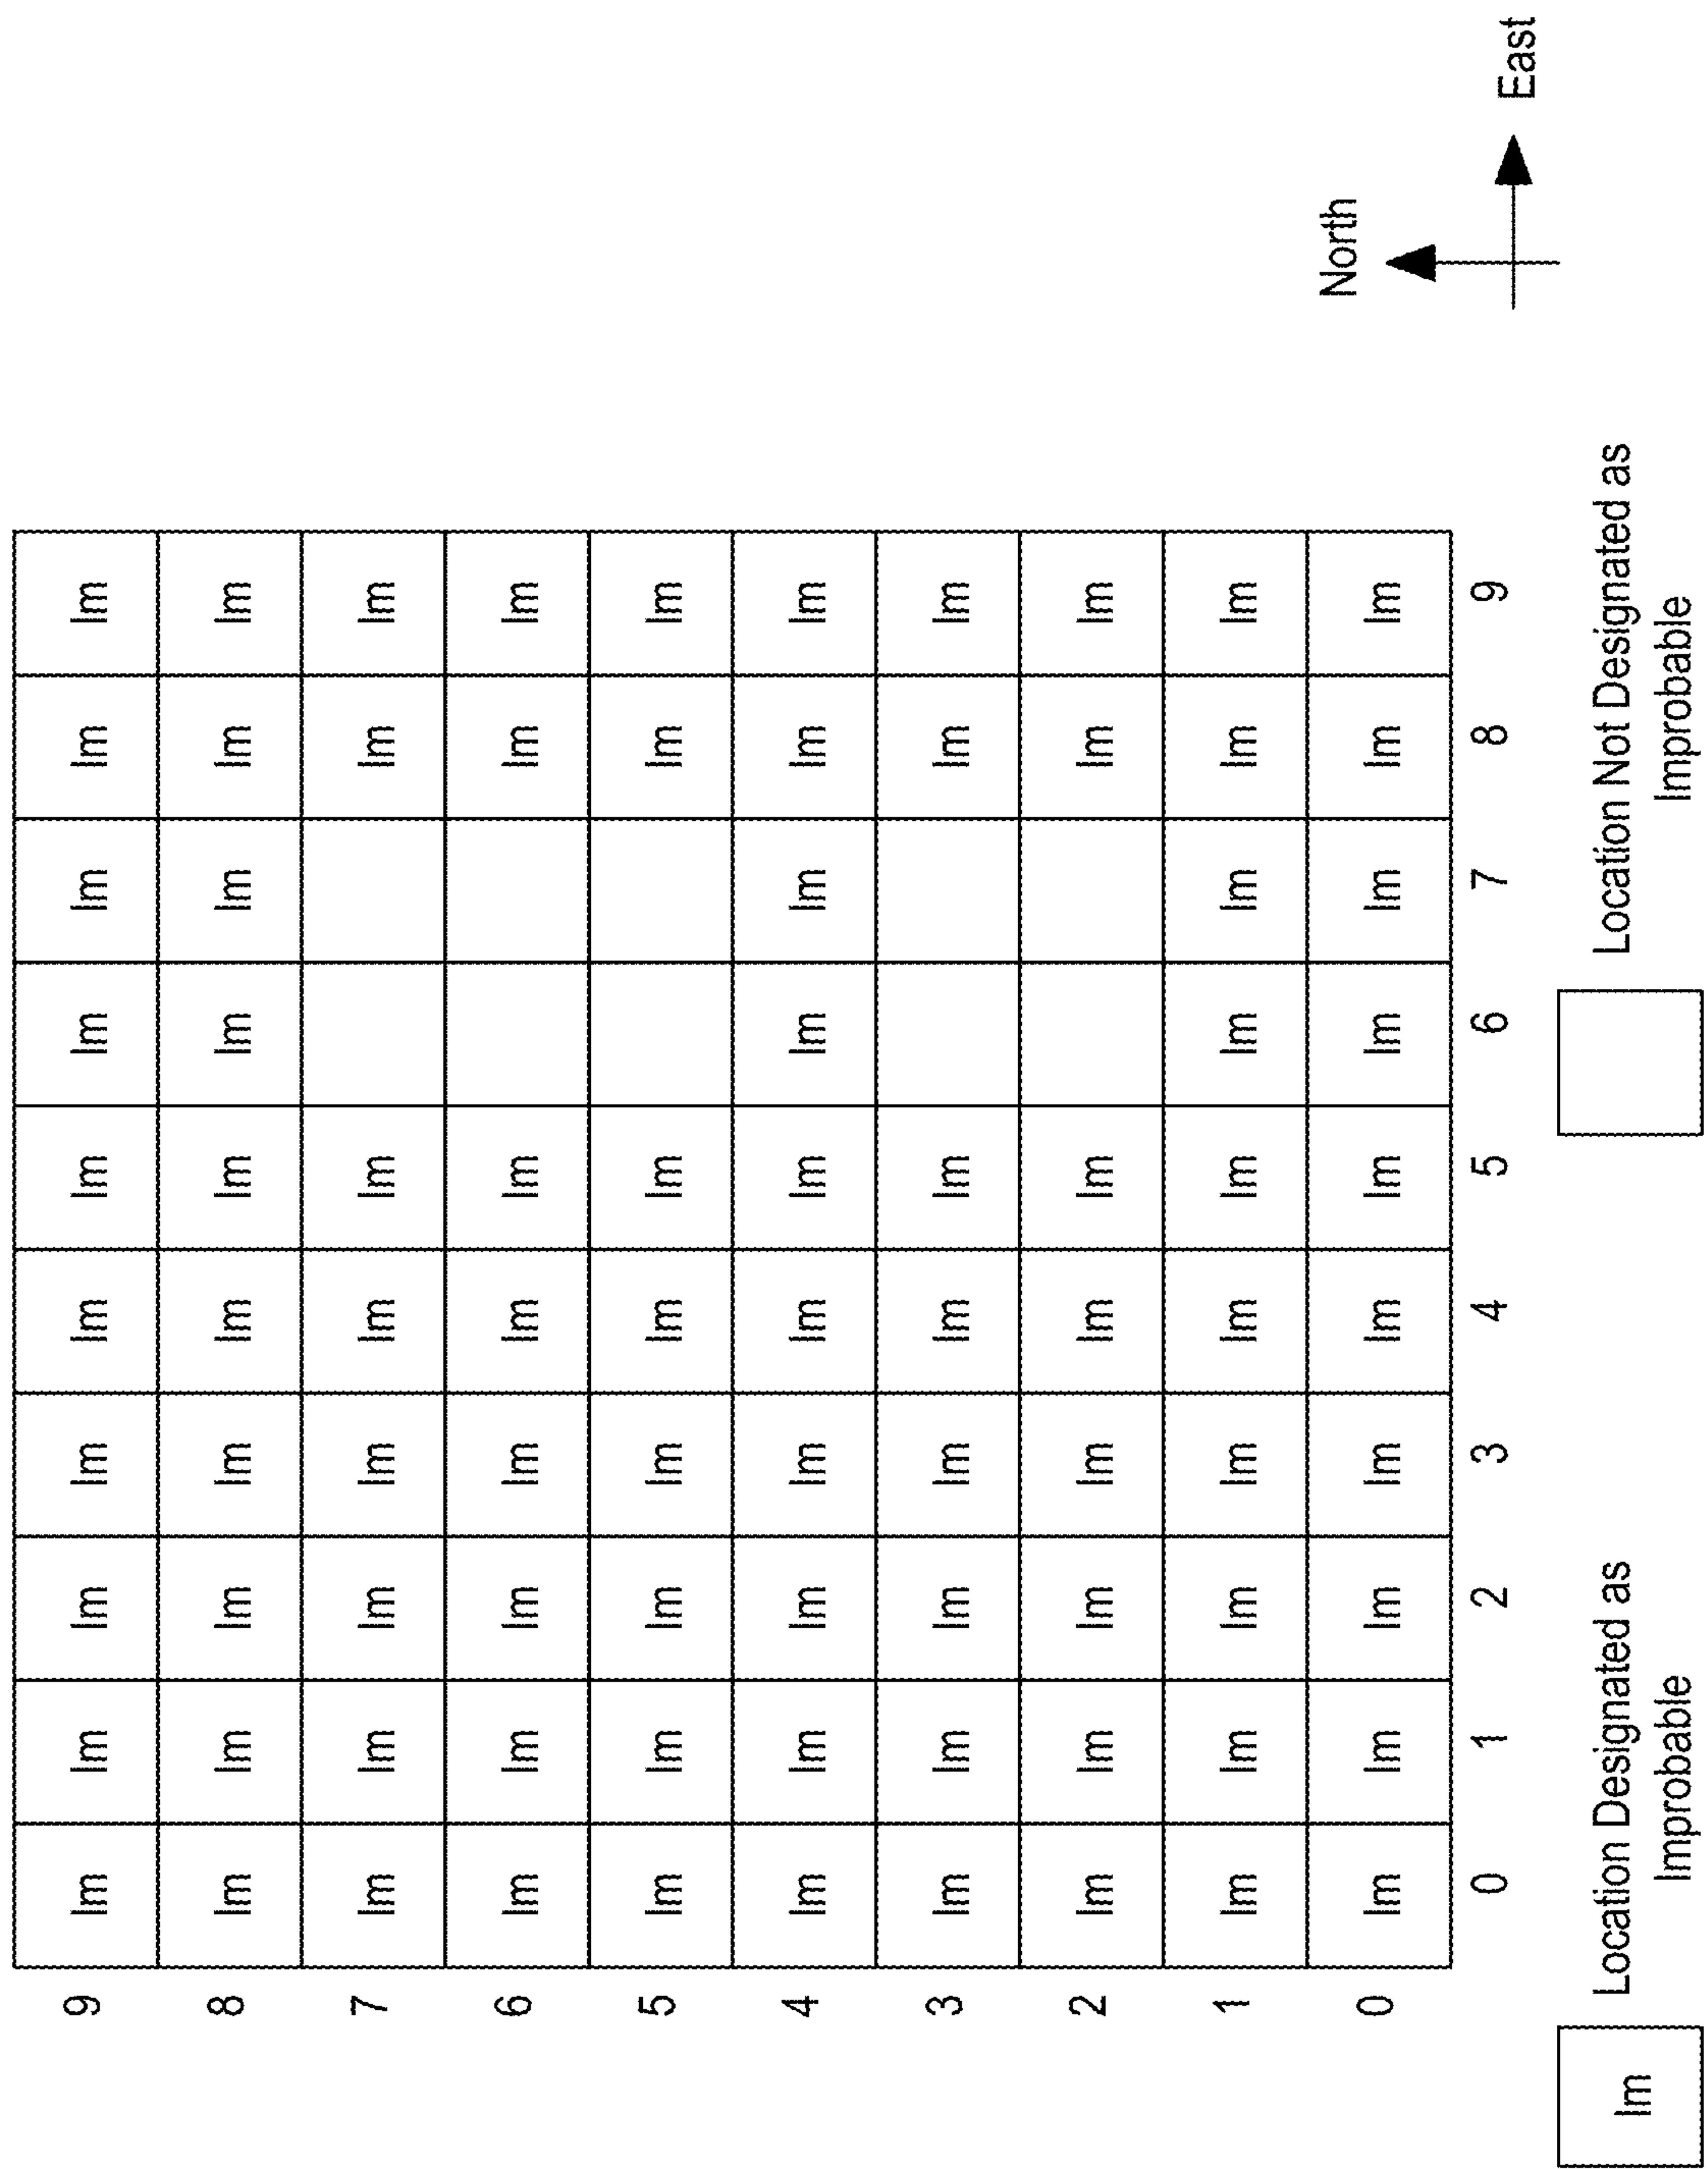 9 Im Im Im Im Im Im Im Im Im Im
8 Im Im Im Im Im Im Im Im Im Im
7 Im Im Im Im Im Im Im Im
6 Im Im Im Im Im Im Im Im
5 Im Im Im Im Im Im Im Im
4 Im Im Im Im Im Im Im Im Im Im
3 Im Im Im Im Im Im Im Im
2 Im Im Im Im Im Im Im Im
1 Im Im Im Im Im Im Im Im Im Im
0 Im Im Im Im Im Im Im Im Im Im
0 1 2 3 4 5 6 7 8 9
North
East
Im
Location Designated as
Improbable
Location Not Designated as
Improbable